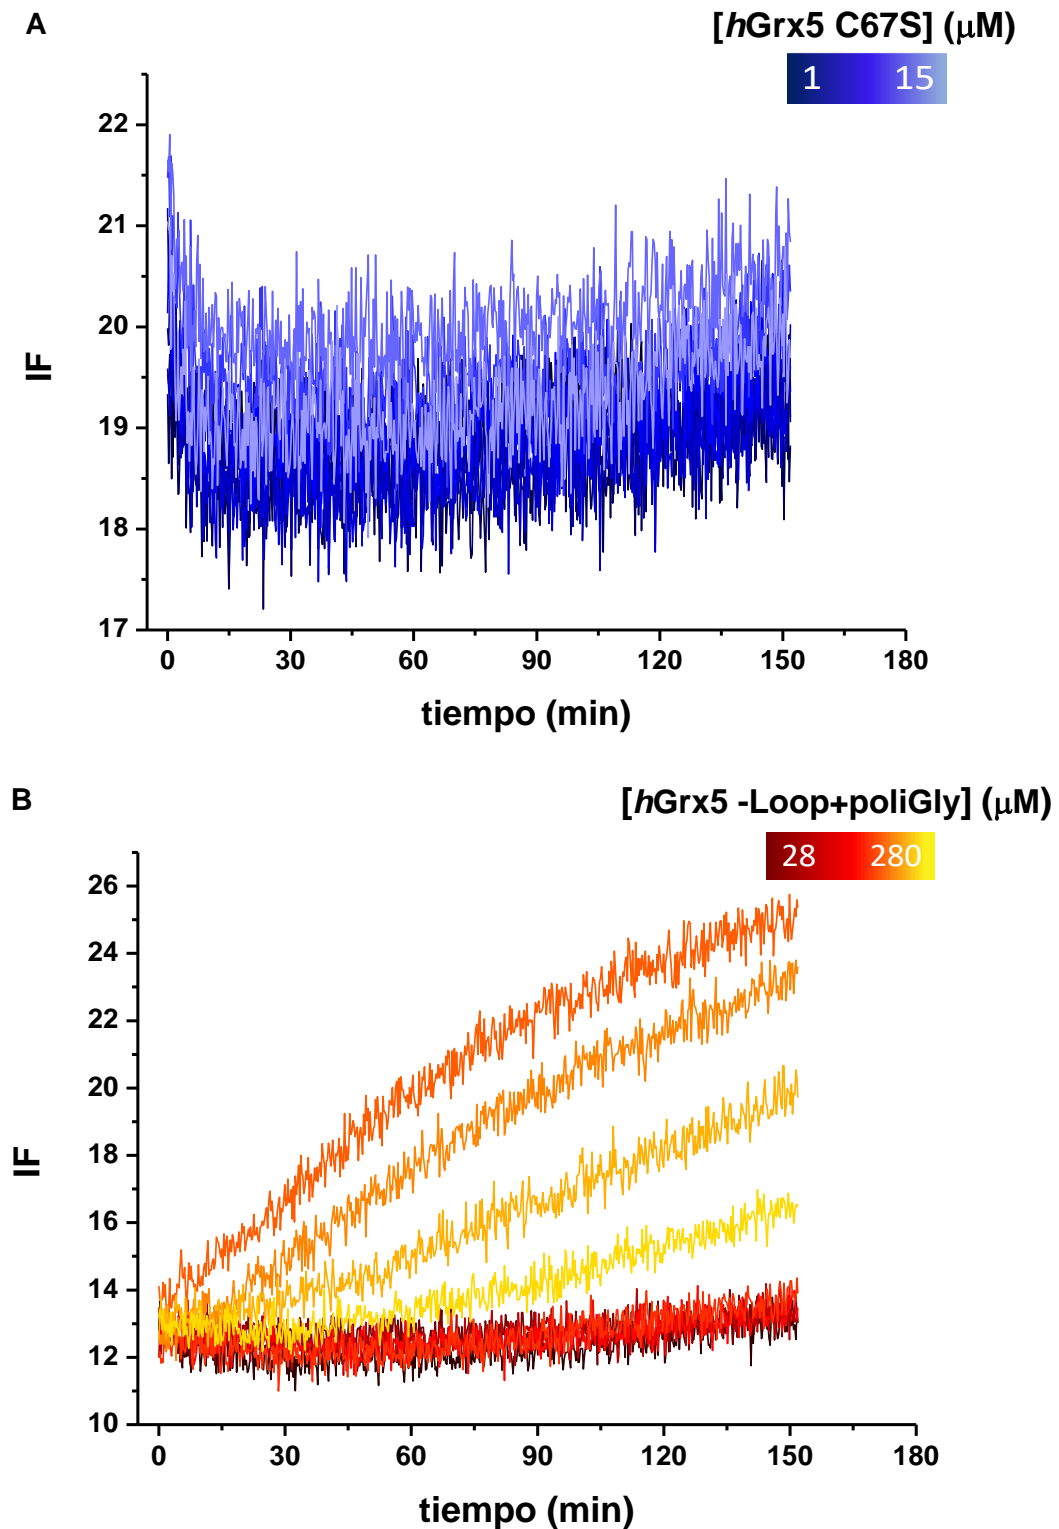 A
[hGrx5 C67S] (μM)
1 15
22
21
20
19
18
17
IF
0 30 60 90 120 150 180
tiempo (min)
B
[hGrx5 -Loop+poliGly] (μM)
28 280
26
24
22
20
18
16
14
12
10
IF
0 30 60 90 120 150 180
tiempo (min)